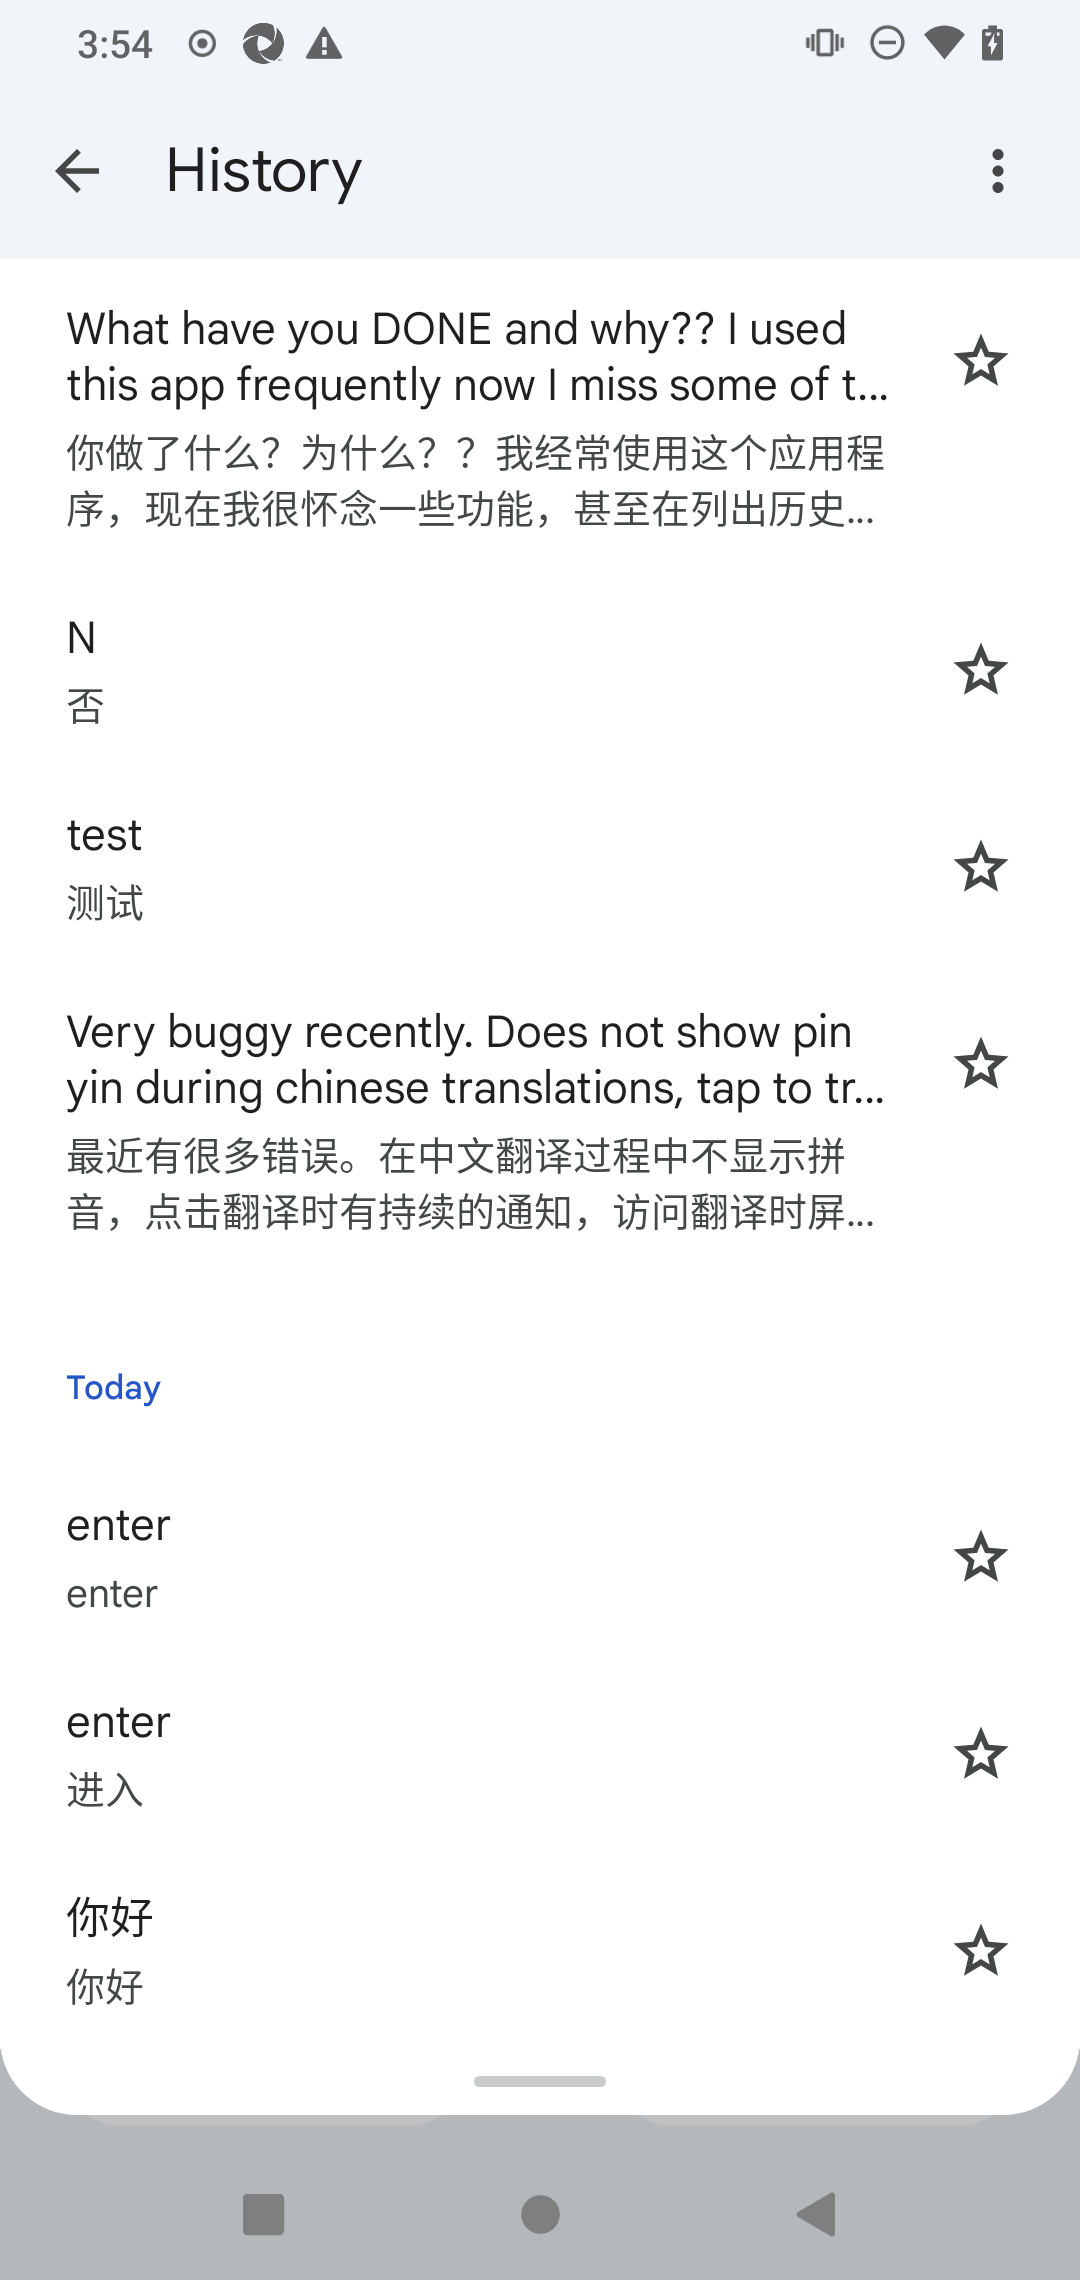 3:54
History
What have you DONE and why?? I used
this app frequently now I miss some of t...
你做了什么？为什么？？我经常使用这个应用程
序，现在我很怀念一些功能，甚至在列出历史...
N
否
test
测试
Very buggy recently. Does not show pin
yin during chinese translations, tap to tr...
最近有很多错误。在中文翻译过程中不显示拼
音，点击翻译时有持续的通知，访问翻译时屏...
Today
enter
enter
enter
进入
你好
你好